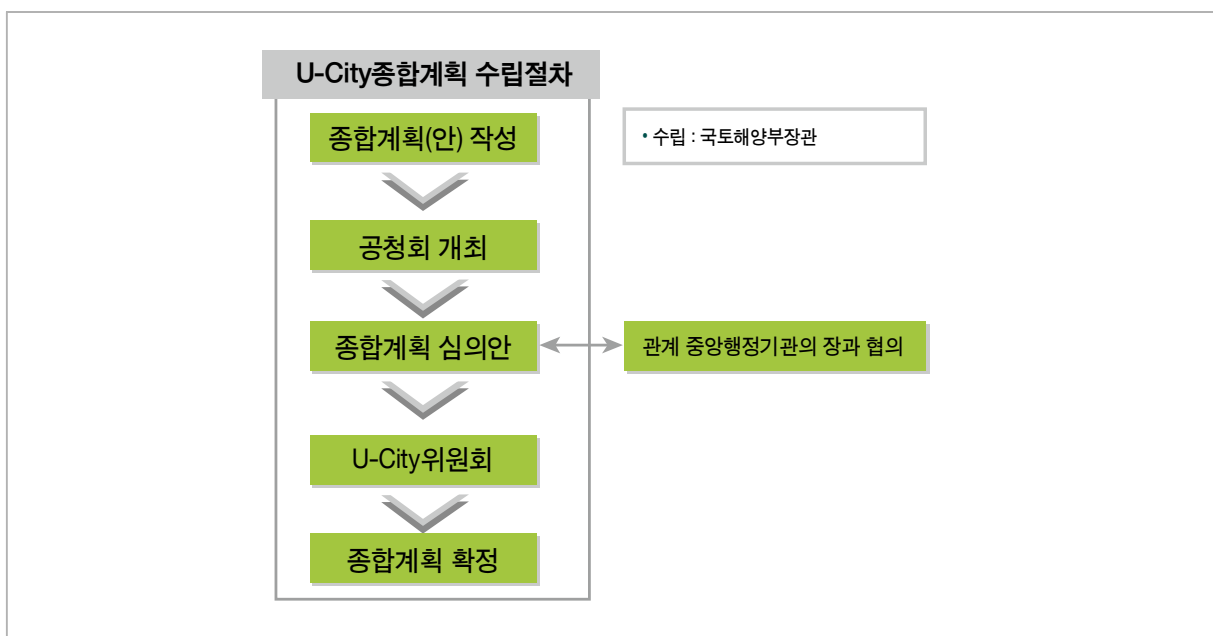 U-City종합계획 수립절차
종합계획(안) 작성
• 수립 : 국토해양부장관
공청회 개최
종합계획 심의안
관계 중앙행정기관의 장과 협의
U-City위원회
종합계획 확정